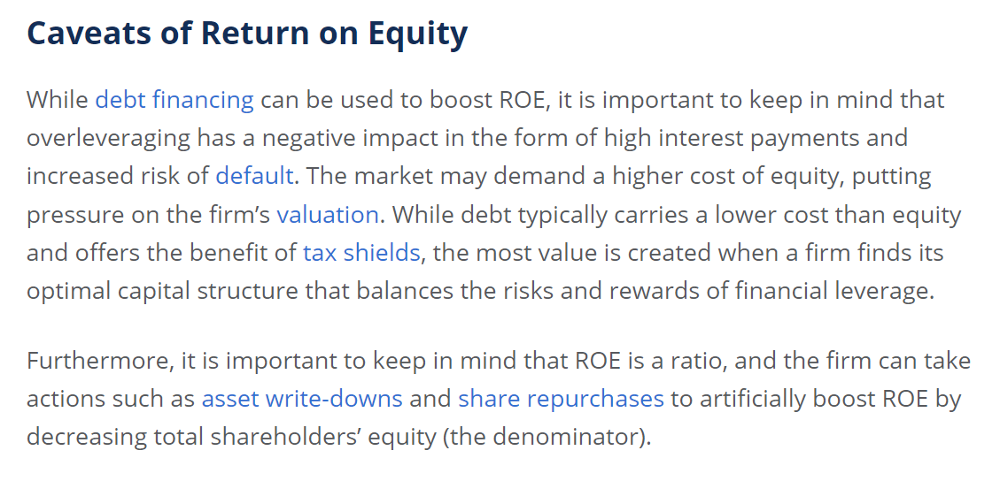 Caveats of Return on Equity
While debt financing can be used to boost ROE, it is important to keep in mind that
overleveraging has a negative impact in the form of high interest payments and
increased risk of default. The market may demand a higher cost of equity, putting
pressure on the firm’s valuation. While debt typically carries a lower cost than equity
and offers the benefit of tax shields, the most value is created when a firm finds its
optimal capital structure that balances the risks and rewards of financial leverage.
Furthermore, it is important to keep in mind that ROE is a ratio, and the firm can take
actions such as asset write-downs and share repurchases to artificially boost ROE by
decreasing total shareholders’ equity (the denominator).